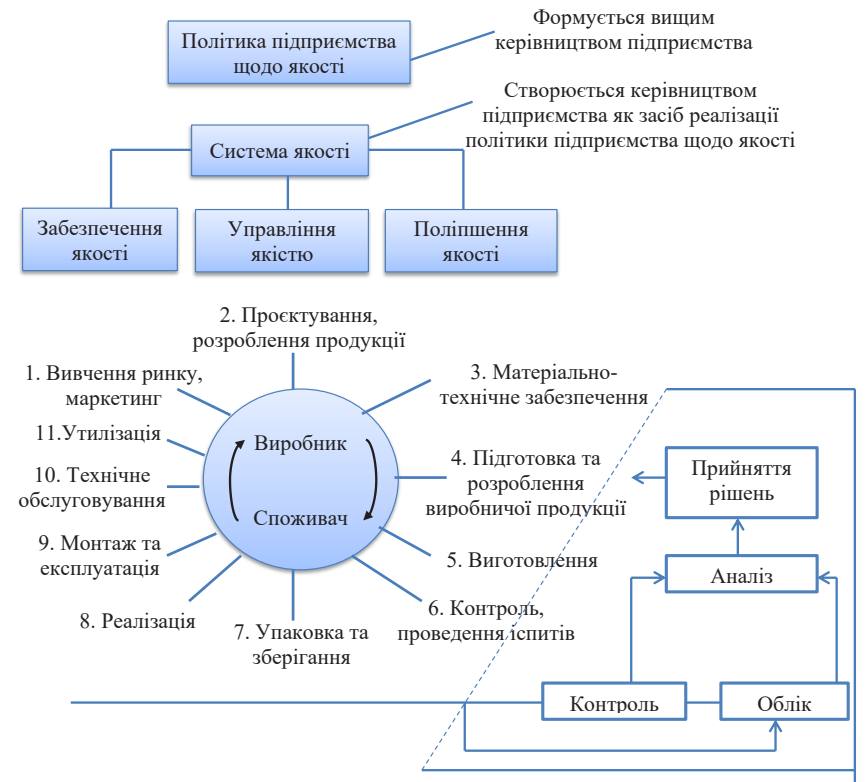 Політика підприємства
щодо якості
Формується вищим
керівництвом підприємства
Створюється керівництвом
підприємства як засіб реалізації
політики підприємства щодо якості
Система якості
Забезпечення
якості
Управління
якістю
Поліпшення
якості
2. Проєктування,
розроблення продукції
1. Вивчення ринку,
маркетинг
3. Матеріально-
технічне забезпечення
11.Утилізація
Виробник
4. Підготовка та
розроблення
виробничої продукції
Прийняття
рішень
10. Технічне
обслуговування
Споживач
9. Монтаж та
експлуатація
5. Виготовлення
Аналіз
8. Реалізація
7. Упаковка та
зберігання
6. Контроль,
проведення іспитів
Контроль
Облік